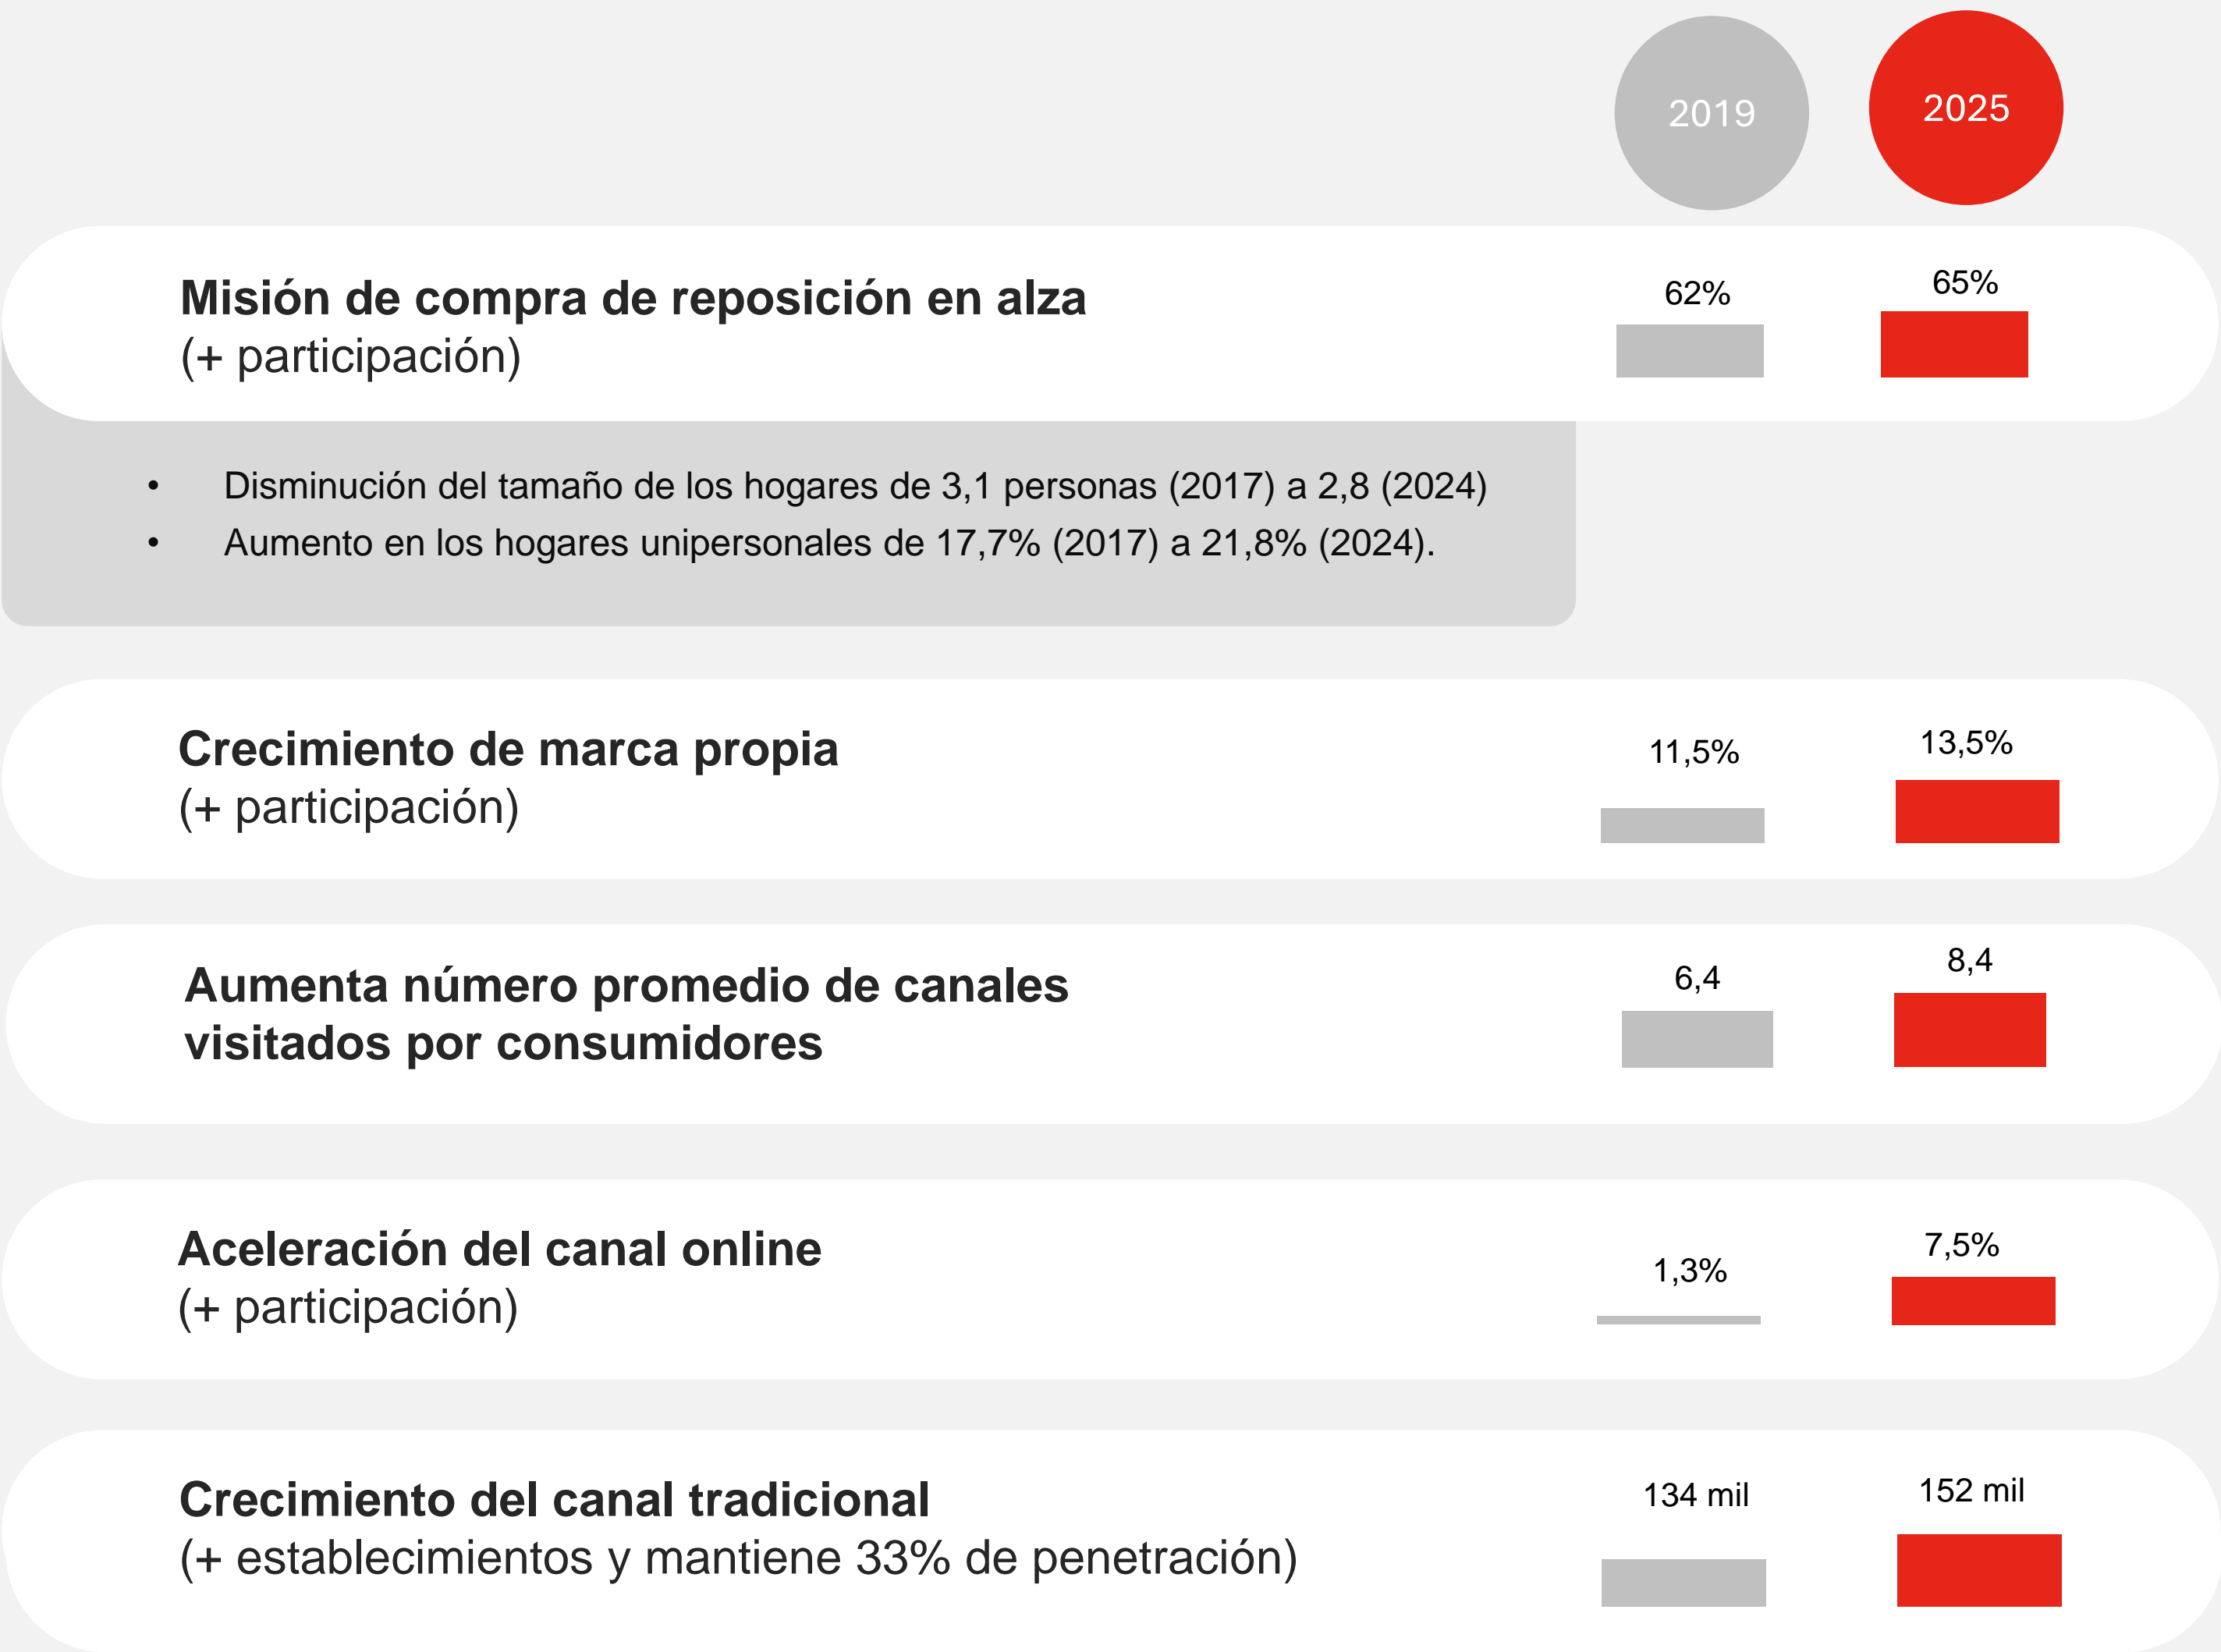 2019
2025
Misión de compra de reposición en alza
(+ participación)
62%
65%
• Disminución del tamaño de los hogares de 3,1 personas (2017) a 2,8 (2024)
• Aumento en los hogares unipersonales de 17,7% (2017) a 21,8% (2024).
Crecimiento de marca propia
(+ participación)
11,5%
13,5%
Aumenta número promedio de canales
visitados por consumidores
6,4
8,4
Aceleración del canal online
(+ participación)
1,3%
7,5%
Crecimiento del canal tradicional
(+ establecimientos y mantiene 33% de penetración)
134 mil
152 mil